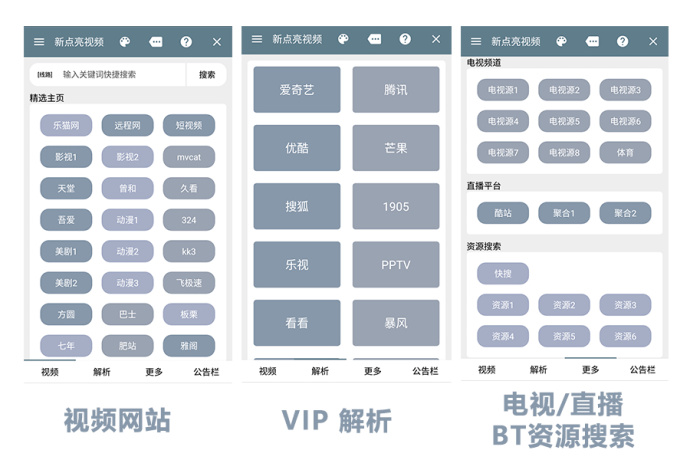 新点亮视频
[线路] 输入关键词快捷搜索 搜索
精选主页
乐猫网 远程网 短视频
影视1 影视2 mvcat
天堂 曾和 久看
吾爱 动漫1 324
美剧1 动漫2 kk3
美剧2 动漫3 飞极速
方圆 巴士 板栗
七年 肥站 雅阁
视频 解析 更多 公告栏
视频网站
新点亮视频
爱奇艺 腾讯
优酷 芒果
搜狐 1905
乐视 PPTV
看看 暴风
视频 解析 更多 公告栏
VIP 解析
新点亮视频
电视频道
电视源1 电视源2 电视源3
电视源4 电视源5 电视源6
电视源7 电视源8 体育
直播平台
酷站 聚合1 聚合2
资源搜索
快搜
资源1 资源2 资源3
资源4 资源5 资源6
视频 解析 更多 公告栏
电视/直播
BT资源搜索